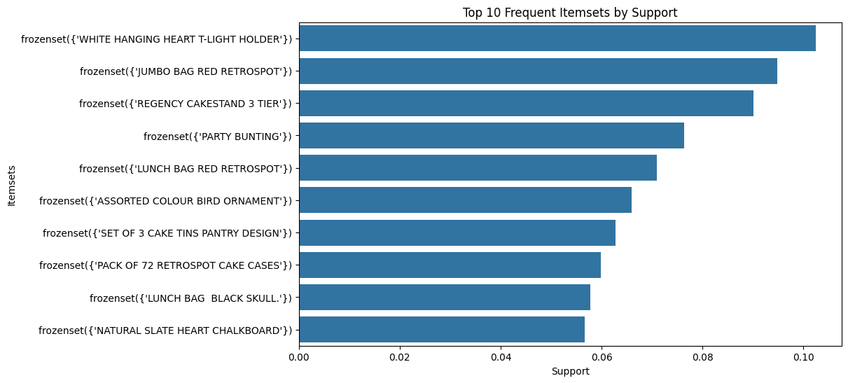 Top 10 Frequent Itemsets by Support
frozenset({'WHITE HANGING HEART T-LIGHT HOLDER'})
frozenset({'JUMBO BAG RED RETROSPOT'})
frozenset({'REGENCY CAKESTAND 3 TIER'})
frozenset({'PARTY BUNTING'})
frozenset({'LUNCH BAG RED RETROSPOT'})
frozenset({'ASSORTED COLOUR BIRD ORNAMENT'})
frozenset({'SET OF 3 CAKE TINS PANTRY DESIGN'})
frozenset({'PACK OF 72 RETROSPOT CAKE CASES'})
frozenset({'LUNCH BAG  BLACK SKULL.'})
frozenset({'NATURAL SLATE HEART CHALKBOARD'})
Itemsets
0.00 0.02 0.04 0.06 0.08 0.10
Support